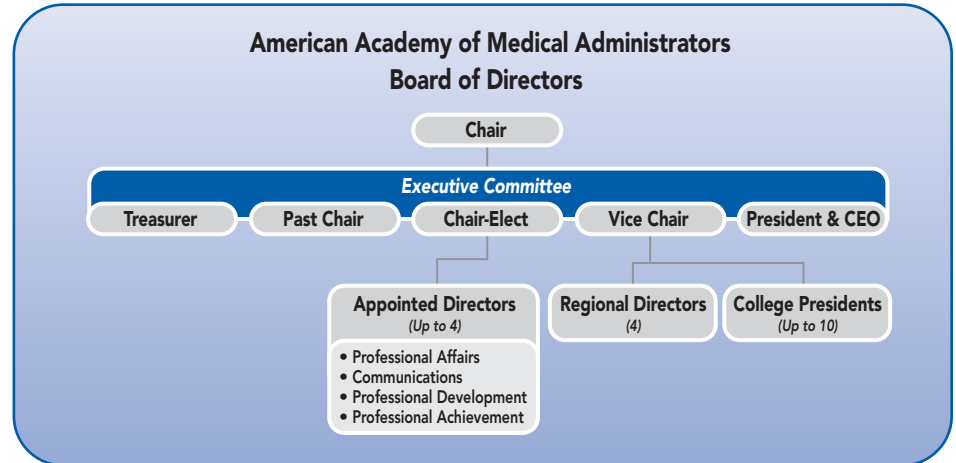 American Academy of Medical Administrators
Board of Directors
Chair
Executive Committee
Treasurer
Past Chair
Chair-Elect
Vice Chair
President & CEO
Appointed Directors
(Up to 4)
• Professional Affairs
• Communications
• Professional Development
• Professional Achievement
Regional Directors
(4)
College Presidents
(Up to 10)